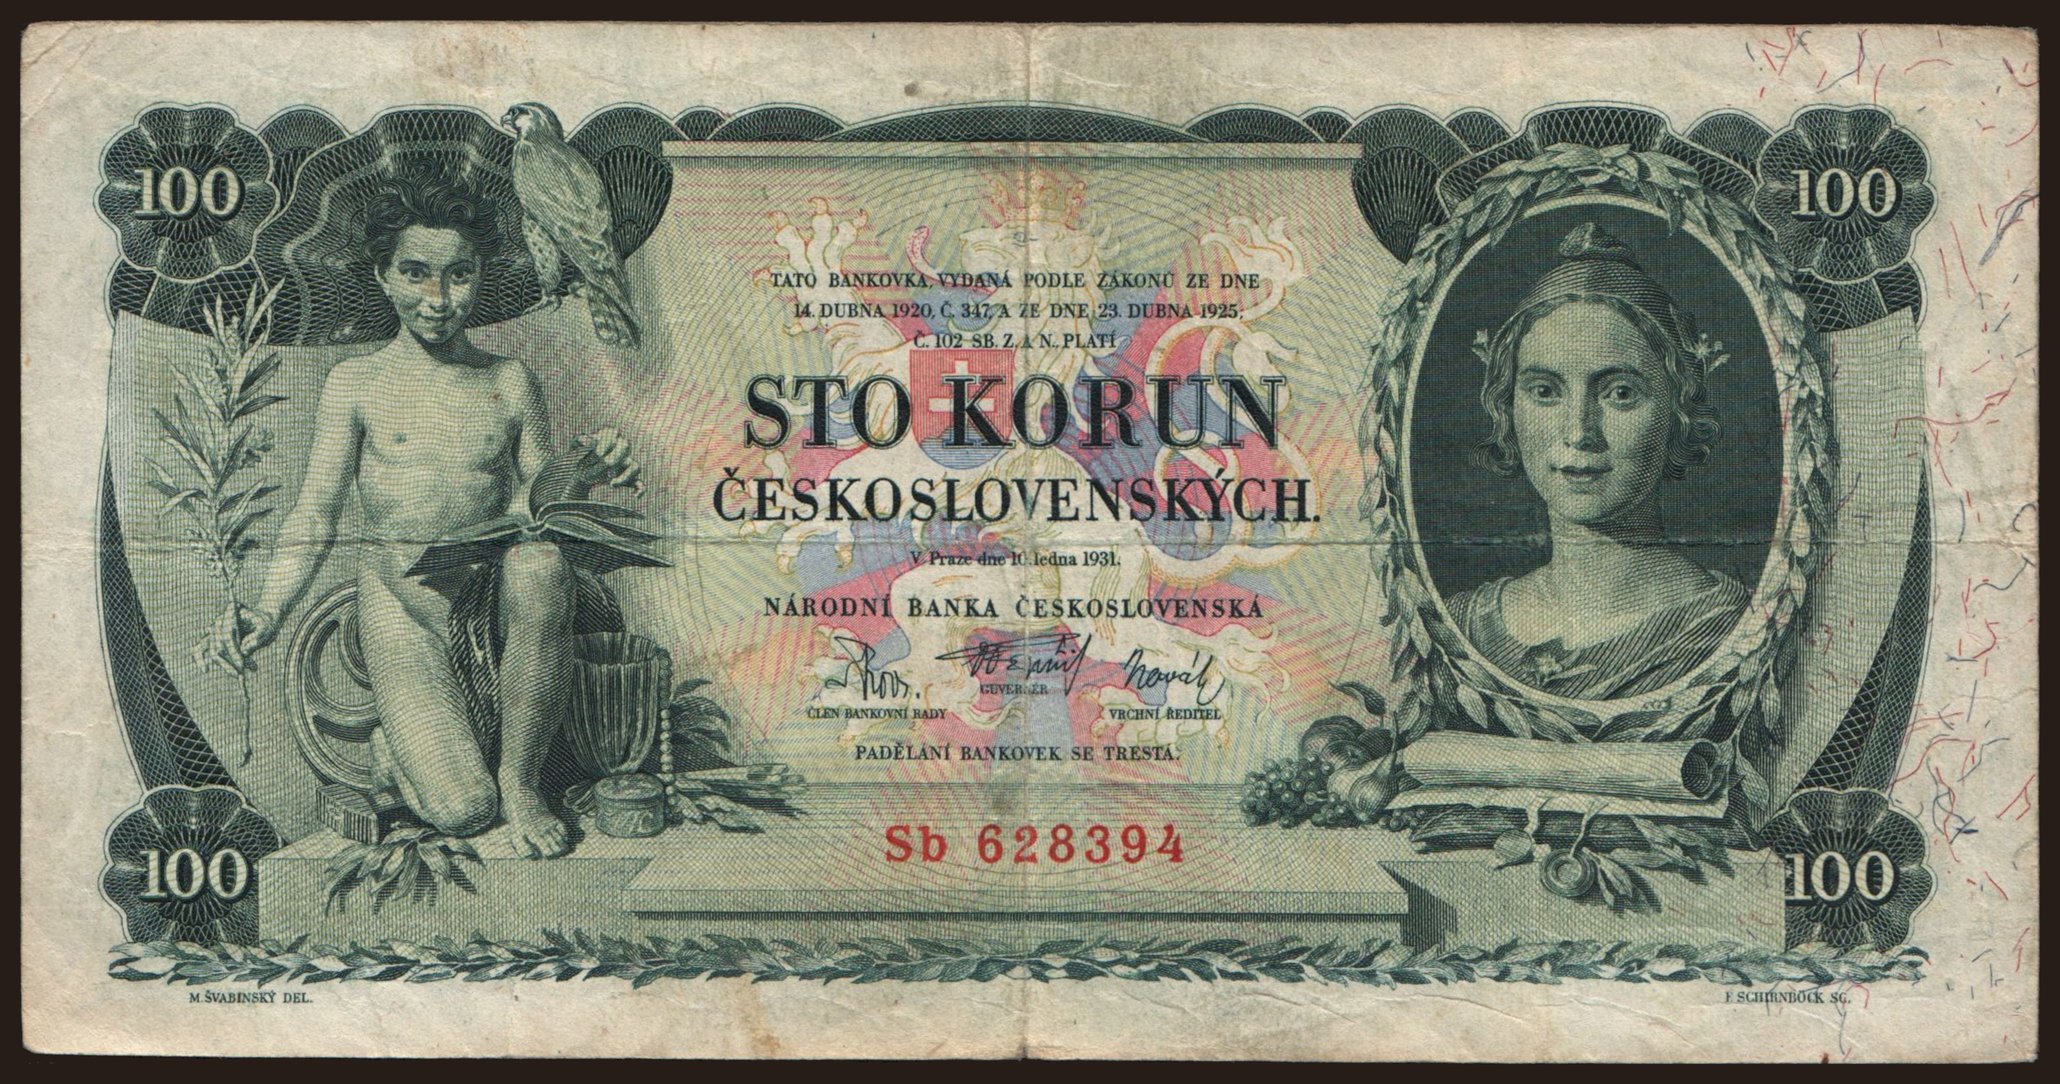 100
100
TATO BANKOVKA, VYDANÁ PODLE ZÁKONŮ ZE DNE
14. DUBNA 1920, Č. 347, A ZE DNE 23. DUBNA 1925,
Č. 102 SB. Z. A N., PLATÍ
STO KORUN
ČESKOSLOVENSKÝCH.
V Praze dne 10. ledna 1931.
NÁRODNÍ BANKA ČESKOSLOVENSKÁ
Novák
GUVERNÉR
ČLEN BANKOVNÍ RADY VRCHNÍ ŘEDITEL
PADĚLÁNÍ BANKOVEK SE TRESTÁ.
Sb 628394
100
100
M. ŠVABINSKÝ DEL.
F. SCHIRNBÖCK SC.